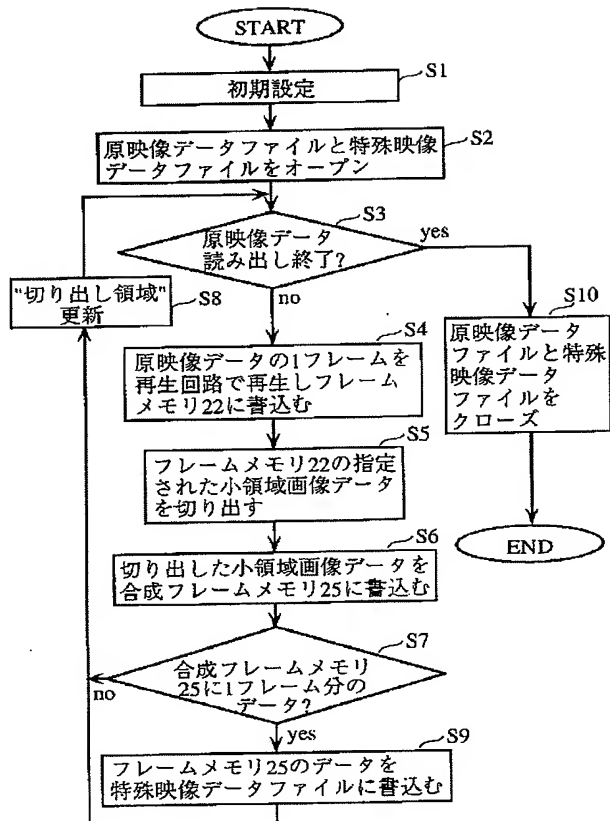 START
S1
初期設定
S2
原映像データファイルと特殊映像
データファイルをオープン
S3
原映像データ
読み出し終了?
yes
no
"切り出し領域"
更新
S8
S4
原映像データの1フレームを
再生回路で再生しフレーム
メモリ22に書込む
S5
フレームメモリ22の指定
された小領域画像データ
を切り出す
S6
切り出した小領域画像データを
合成フレームメモリ25に書込む
S7
合成フレームメモリ
25に1フレーム分の
データ?
no
yes
S9
フレームメモリ25のデータを
特殊映像データファイルに書込む
S10
原映像データ
ファイルと特殊
映像データ
ファイルを
クローズ
END